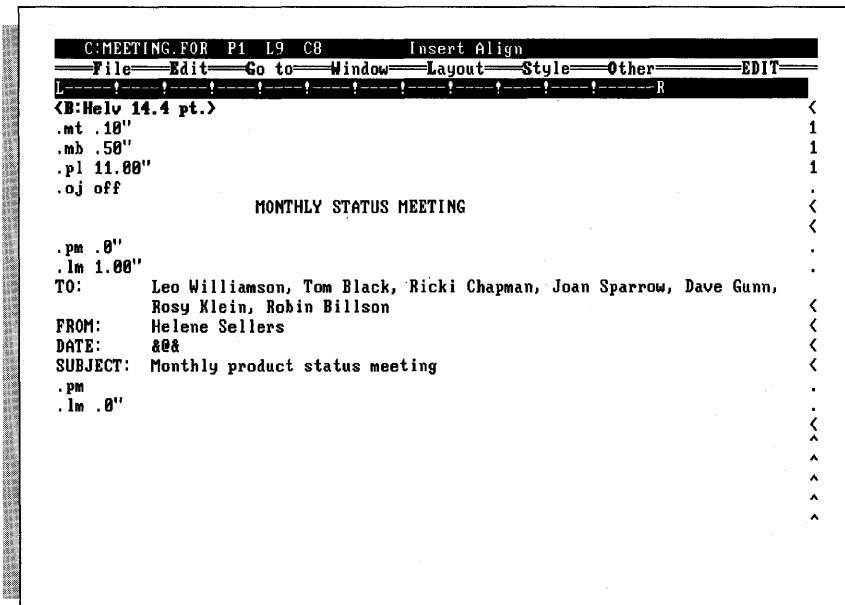 C:MEETING.FOR P1 L9 C8 Insert Align
File Edit Go to Window Layout Style Other EDIT
L-----!-----!-----!-----!-----!-----!-----!-----!-----!-----!------R
<B:Helv 14.4 pt.> <
.mt .10" 1
.mb .50" 1
.pl 11.00" 1
.oj off .
MONTHLY STATUS MEETING <
<
.pm .0" .
.lm 1.00" .
TO: Leo Williamson, Tom Black, Ricki Chapman, Joan Sparrow, Dave Gunn,
Rosy Klein, Robin Billson <
FROM: Helene Sellers <
DATE: &@& <
SUBJECT: Monthly product status meeting <
.pm .
.lm .0" .
<
^
^
^
^
^